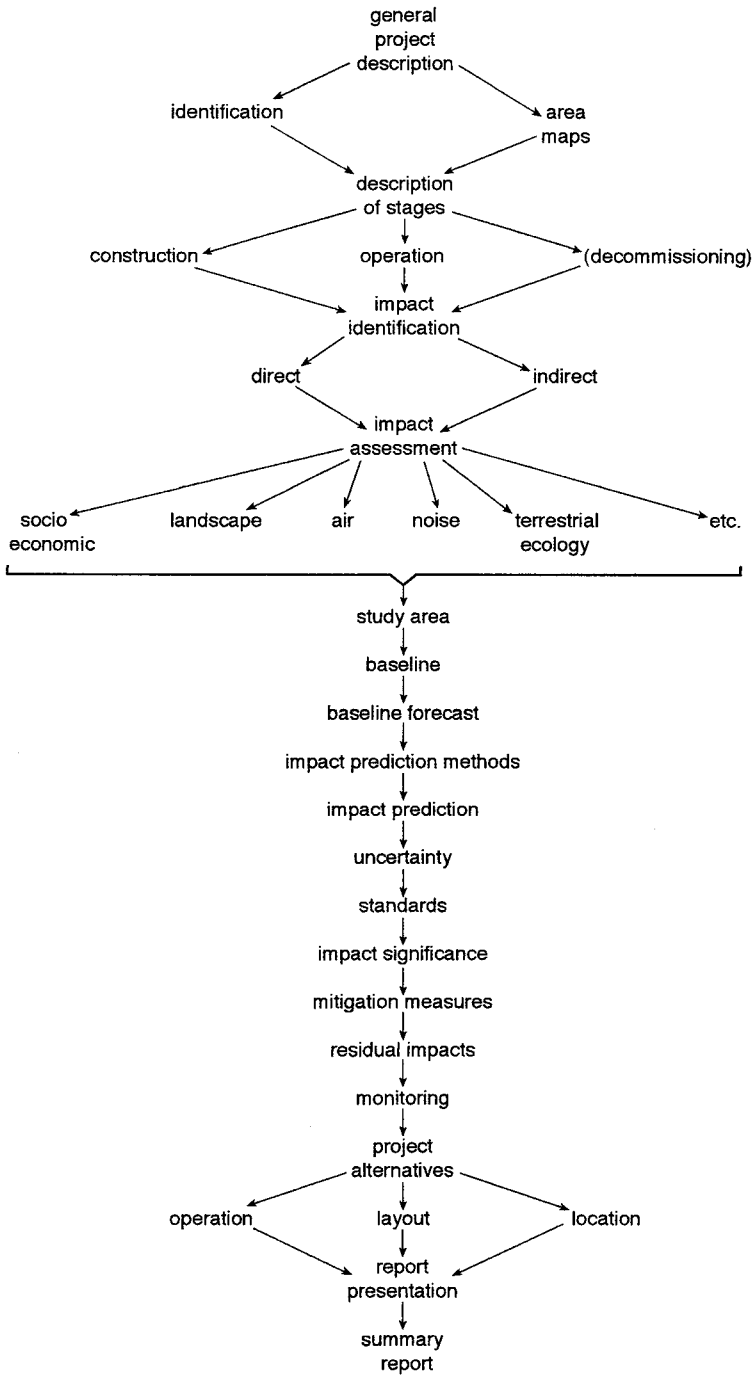 general
project
description
identification
area
maps
description
of stages
construction
operation
(decommissioning)
impact
identification
direct
indirect
impact
assessment
socio
economic
landscape
air
noise
terrestrial
ecology
etc.
study area
baseline
baseline forecast
impact prediction methods
impact prediction
uncertainty
standards
impact significance
mitigation measures
residual impacts
monitoring
project
alternatives
operation
layout
location
report
presentation
summary
report